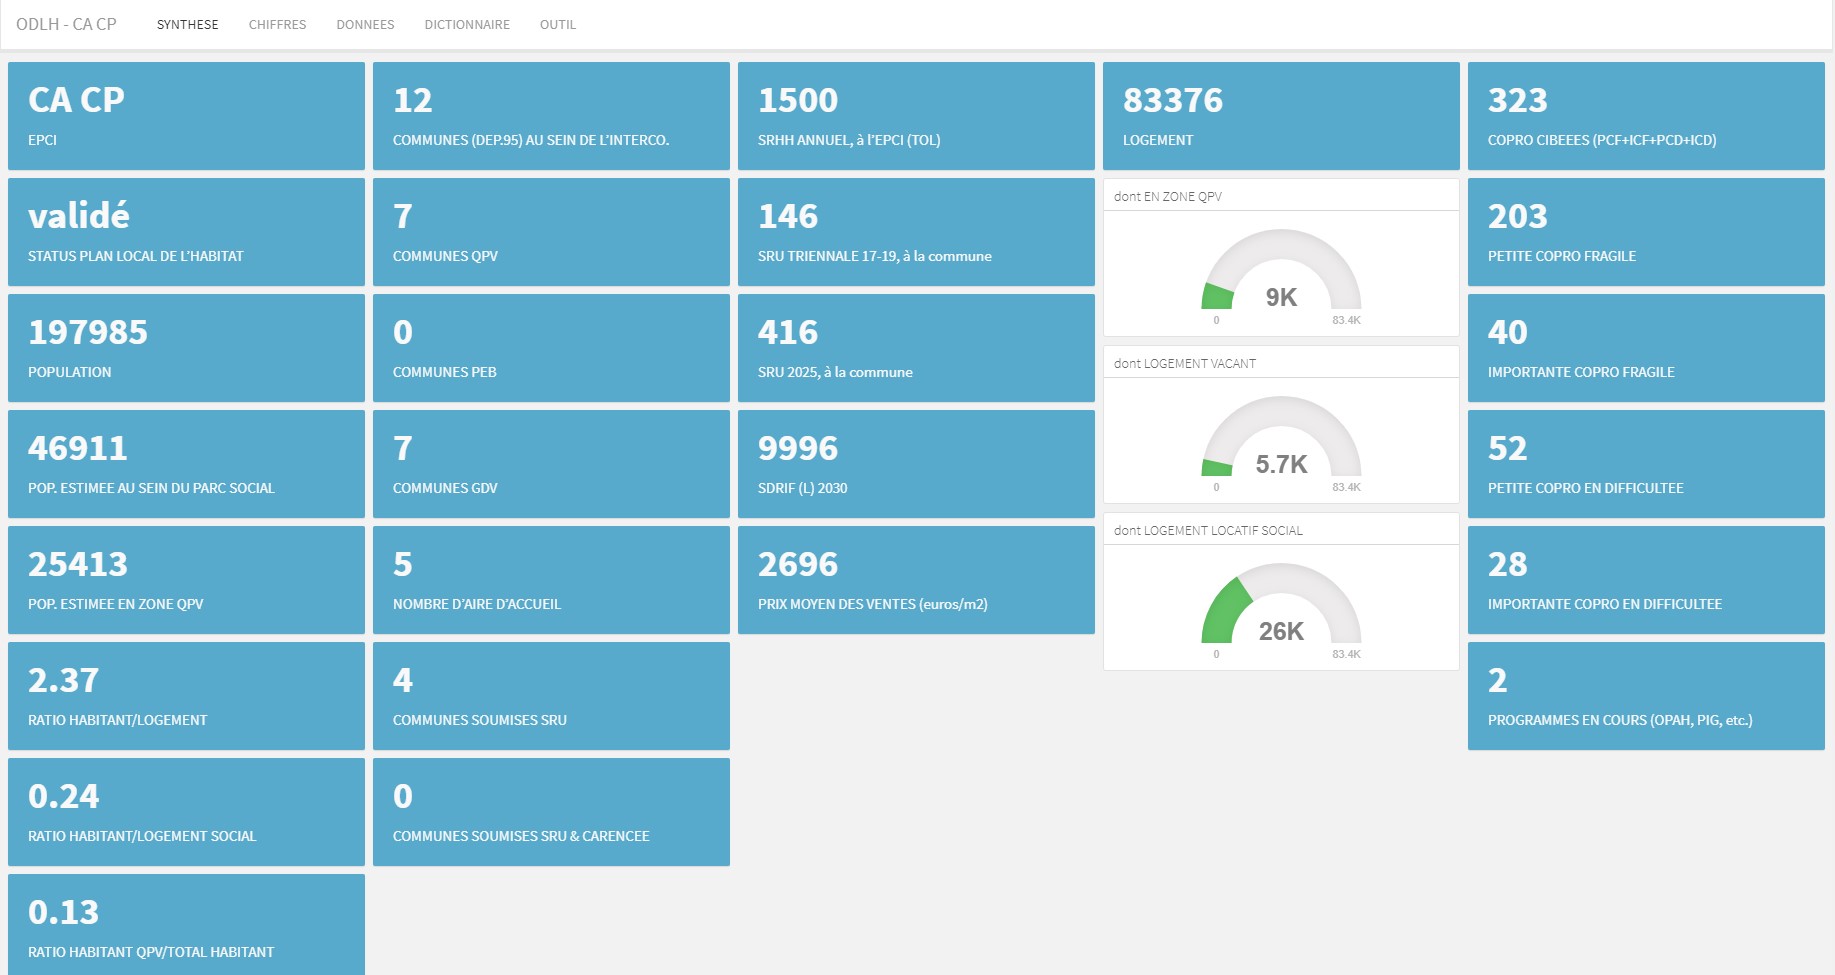 ODLH - CA CP SYNTHESE CHIFFRES DONNEES DICTIONNAIRE OUTIL
CA CP
EPCI
validé
STATUS PLAN LOCAL DE L'HABITAT
197985
POPULATION
46911
POP. ESTIMEE AU SEIN DU PARC SOCIAL
25413
POP. ESTIMEE EN ZONE QPV
2.37
RATIO HABITANT/LOGEMENT
0.24
RATIO HABITANT/LOGEMENT SOCIAL
0.13
RATIO HABITANT QPV/TOTAL HABITANT
12
COMMUNES (DEP.95) AU SEIN DE L'INTERCO.
7
COMMUNES QPV
0
COMMUNES PEB
7
COMMUNES GDV
5
NOMBRE D'AIRE D'ACCUEIL
4
COMMUNES SOUMISES SRU
0
COMMUNES SOUMISES SRU & CARENCEE
1500
SRHH ANNUEL, à l'EPCI (TOL)
146
SRU TRIENNALE 17-19, à la commune
416
SRU 2025, à la commune
9996
SDRIF (L) 2030
2696
PRIX MOYEN DES VENTES (euros/m2)
83376
LOGEMENT
dont EN ZONE QPV
9K
0 83.4K
dont LOGEMENT VACANT
5.7K
0 83.4K
dont LOGEMENT LOCATIF SOCIAL
26K
0 83.4K
323
COPRO CIBEEES (PCF+ICF+PCD+ICD)
203
PETITE COPRO FRAGILE
40
IMPORTANTE COPRO FRAGILE
52
PETITE COPRO EN DIFFICULTEE
28
IMPORTANTE COPRO EN DIFFICULTEE
2
PROGRAMMES EN COURS (OPAH, PIG, etc.)